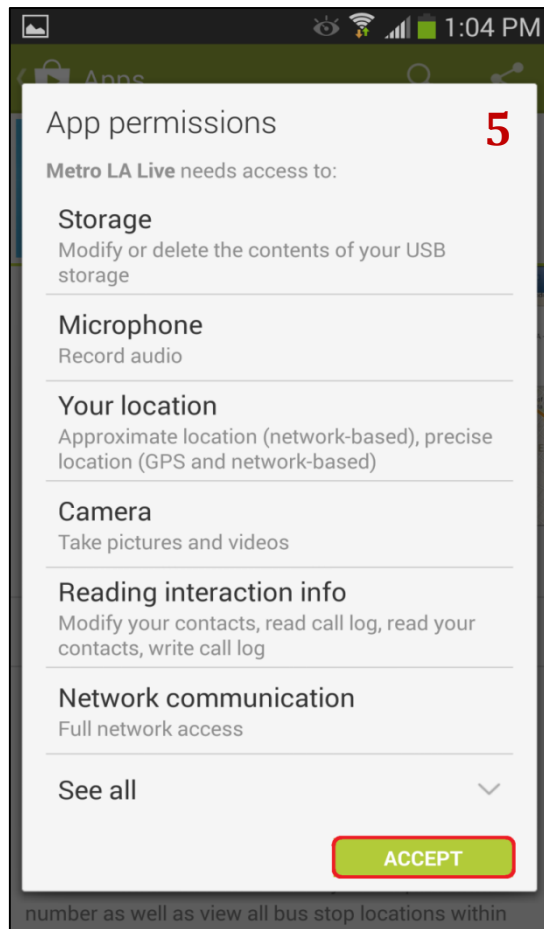 1:04 PM
Apps
App permissions
5
Metro LA Live needs access to:
Storage
Modify or delete the contents of your USB
storage
Microphone
Record audio
Your location
Approximate location (network-based), precise
location (GPS and network-based)
Camera
Take pictures and videos
Reading interaction info
Modify your contacts, read call log, read your
contacts, write call log
Network communication
Full network access
See all
ACCEPT
number as well as view all bus stop locations within